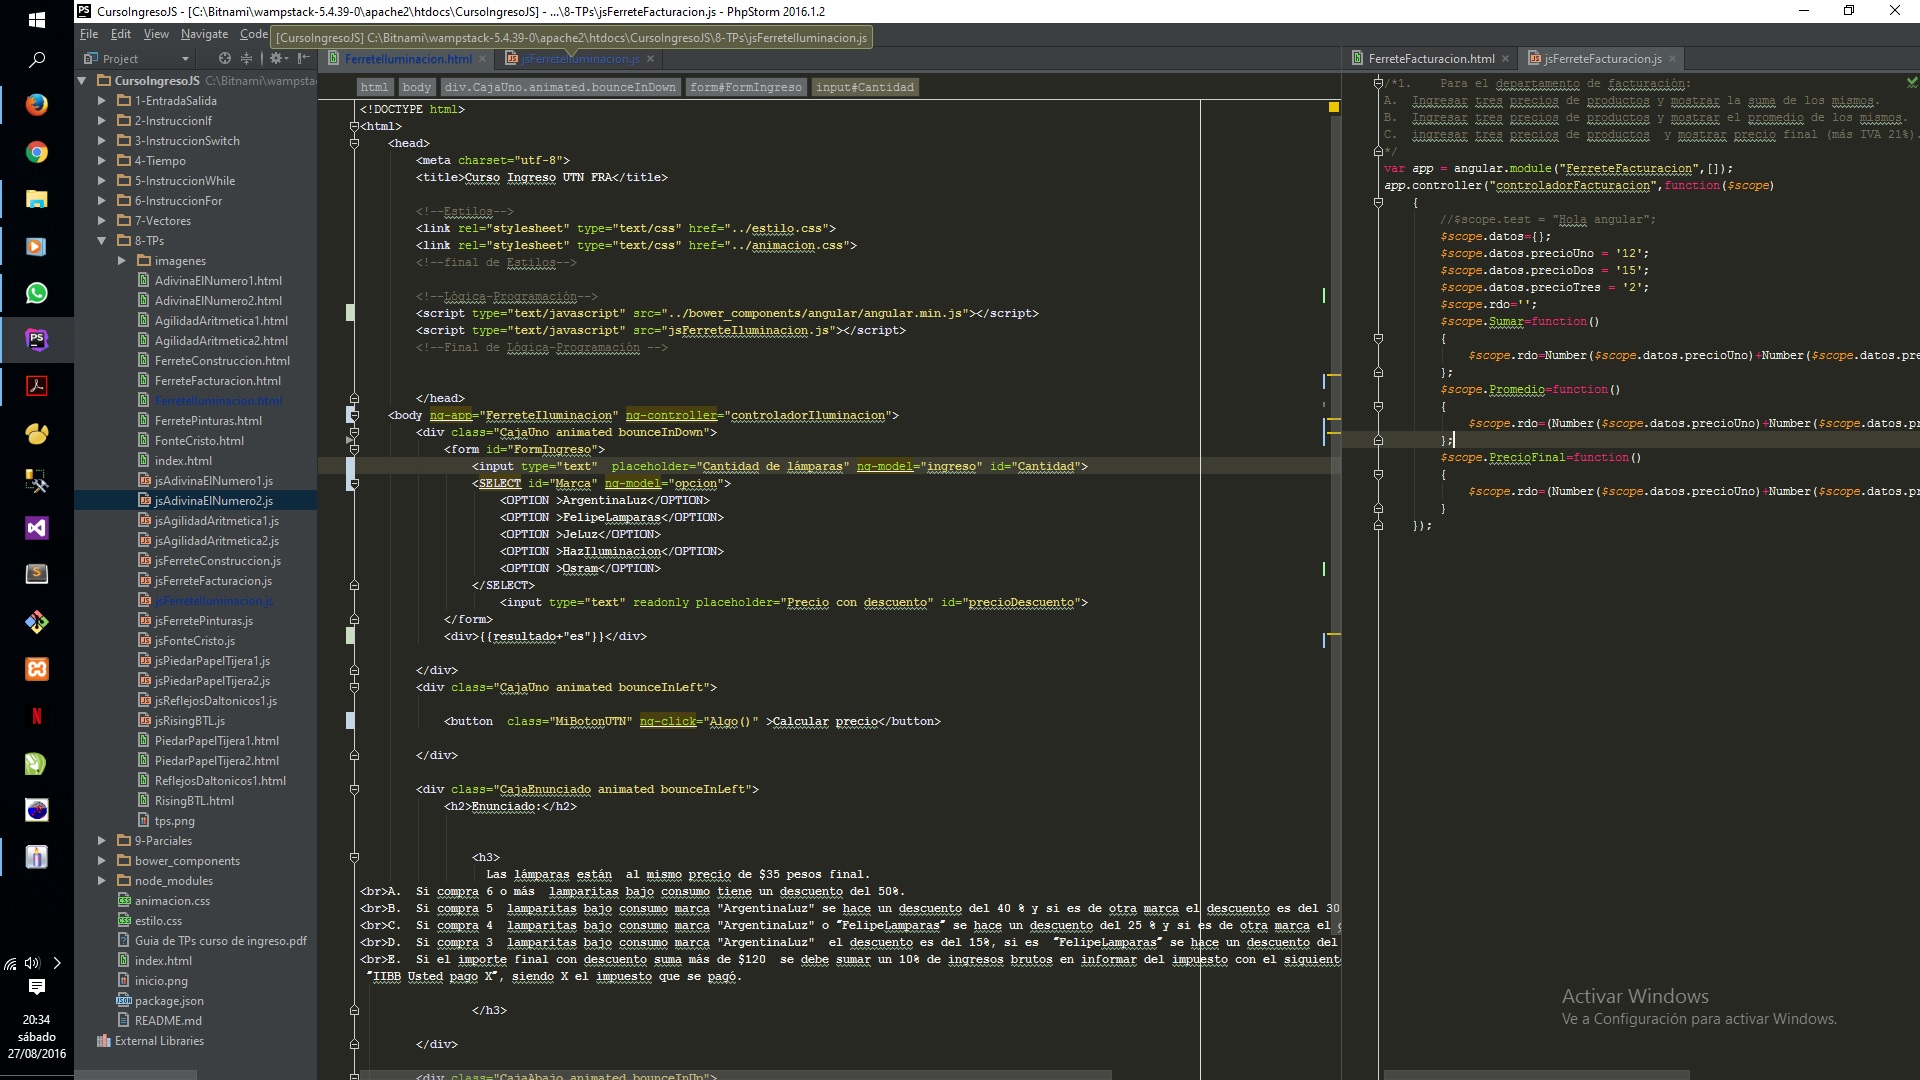 CursoIngresoJS - [C:\Bitnami\wampstack-5.4.39-0\apache2\htdocs\CursoIngresoJS] - ...\8-TPs\jsFerreteFacturacion.js - PhpStorm 2016.1.2
File Edit View Navigate Code
[CursoIngresoJS] C:\Bitnami\wampstack-5.4.39-0\apache2\htdocs\CursoIngresoJS\8-TPs\jsFerreteIluminacion.js
Project
FerreteIluminacion.html
jsFerreteIluminacion.js
FerreteFacturacion.html
jsFerreteFacturacion.js
CursoIngresoJS C:\Bitnami\wampsta
1-EntradaSalida
2-InstruccionIf
3-InstruccionSwitch
4-Tiempo
5-InstruccionWhile
6-InstruccionFor
7-Vectores
8-TPs
imagenes
AdivinaElNumero1.html
AdivinaElNumero2.html
AgilidadAritmetica1.html
AgilidadAritmetica2.html
FerreteConstruccion.html
FerreteFacturacion.html
FerreteIluminacion.html
FerretePinturas.html
FonteCristo.html
index.html
jsAdivinaElNumero1.js
jsAdivinaElNumero2.js
jsAgilidadAritmetica1.js
jsAgilidadAritmetica2.js
jsFerreteConstruccion.js
jsFerreteFacturacion.js
jsFerreteIluminacion.js
jsFerretePinturas.js
jsFonteCristo.js
jsPiedarPapelTijera1.js
jsPiedarPapelTijera2.js
jsReflejosDaltonicos1.js
jsRisingBTL.js
PiedarPapelTijera1.html
PiedarPapelTijera2.html
ReflejosDaltonicos1.html
RisingBTL.html
tps.png
9-Parciales
bower_components
node_modules
animacion.css
estilo.css
Guia de TPs curso de ingreso.pdf
index.html
inicio.png
package.json
README.md
External Libraries
html body div.CajaUno.animated.bounceInDown form#FormIngreso input#Cantidad
<!DOCTYPE html>
<html>
<head>
<meta charset="utf-8">
<title>Curso Ingreso UTN FRA</title>
<!--Estilos-->
<link rel="stylesheet" type="text/css" href="../estilo.css">
<link rel="stylesheet" type="text/css" href="../animacion.css">
<!--final de Estilos-->
<!--Lógica-Programación-->
<script type="text/javascript" src="../bower_components/angular/angular.min.js"></script>
<script type="text/javascript" src="jsFerreteIluminacion.js"></script>
<!--Final de Lógica-Programación -->
</head>
<body ng-app="FerreteIluminacion" ng-controller="controladorIluminacion">
<div class="CajaUno animated bounceInDown">
<form id="FormIngreso">
<input type="text"  placeholder="Cantidad de lámparas" ng-model="ingreso" id="Cantidad">
<SELECT id="Marca" ng-model="opcion">
<OPTION >ArgentinaLuz</OPTION>
<OPTION >FelipeLamparas</OPTION>
<OPTION >JeLuz</OPTION>
<OPTION >HazIluminacion</OPTION>
<OPTION >Osram</OPTION>
</SELECT>
<input type="text" readonly placeholder="Precio con descuento" id="precioDescuento">
</form>
<div>{{resultado+"es"}}</div>
</div>
<div class="CajaUno animated bounceInLeft">
<button  class="MiBotonUTN" ng-click="Algo()" >Calcular precio</button>
</div>
<div class="CajaEnunciado animated bounceInLeft">
<h2>Enunciado:</h2>
<h3>
Las lámparas están  al mismo precio de $35 pesos final.
<br>A.  Si compra 6 o más  lamparitas bajo consumo tiene un descuento del 50%.
<br>B.  Si compra 5  lamparitas bajo consumo marca "ArgentinaLuz" se hace un descuento del 40 % y si es de otra marca el descuento es del 30
<br>C.  Si compra 4  lamparitas bajo consumo marca "ArgentinaLuz" o “FelipeLamparas” se hace un descuento del 25 % y si es de otra marca el
<br>D.  Si compra 3  lamparitas bajo consumo marca "ArgentinaLuz"  el descuento es del 15%, si es  “FelipeLamparas” se hace un descuento del
<br>E.  Si el importe final con descuento suma más de $120  se debe sumar un 10% de ingresos brutos en informar del impuesto con el siguient
“IIBB Usted pago X”, siendo X el impuesto que se pagó.
</h3>
</div>
<div class="CajaAbajo animated bounceInUp">
/*1.    Para el departamento de facturación:
A.  Ingresar tres precios de productos y mostrar la suma de los mismos.
B.  Ingresar tres precios de productos y mostrar el promedio de los mismos.
C.  ingresar tres precios de productos  y mostrar precio final (más IVA 21%).
*/
var app = angular.module("FerreteFacturacion",[]);
app.controller("controladorFacturacion",function($scope)
{
//$scope.test = "Hola angular";
$scope.datos={};
$scope.datos.precioUno = '12';
$scope.datos.precioDos = '15';
$scope.datos.precioTres = '2';
$scope.rdo='';
$scope.Sumar=function()
{
$scope.rdo=Number($scope.datos.precioUno)+Number($scope.datos.pre
};
$scope.Promedio=function()
{
$scope.rdo=(Number($scope.datos.precioUno)+Number($scope.datos.pr
};
$scope.PrecioFinal=function()
{
$scope.rdo=(Number($scope.datos.precioUno)+Number($scope.datos.pr
}
});
Activar Windows
Ve a Configuración para activar Windows.
20:34
sábado
27/08/2016